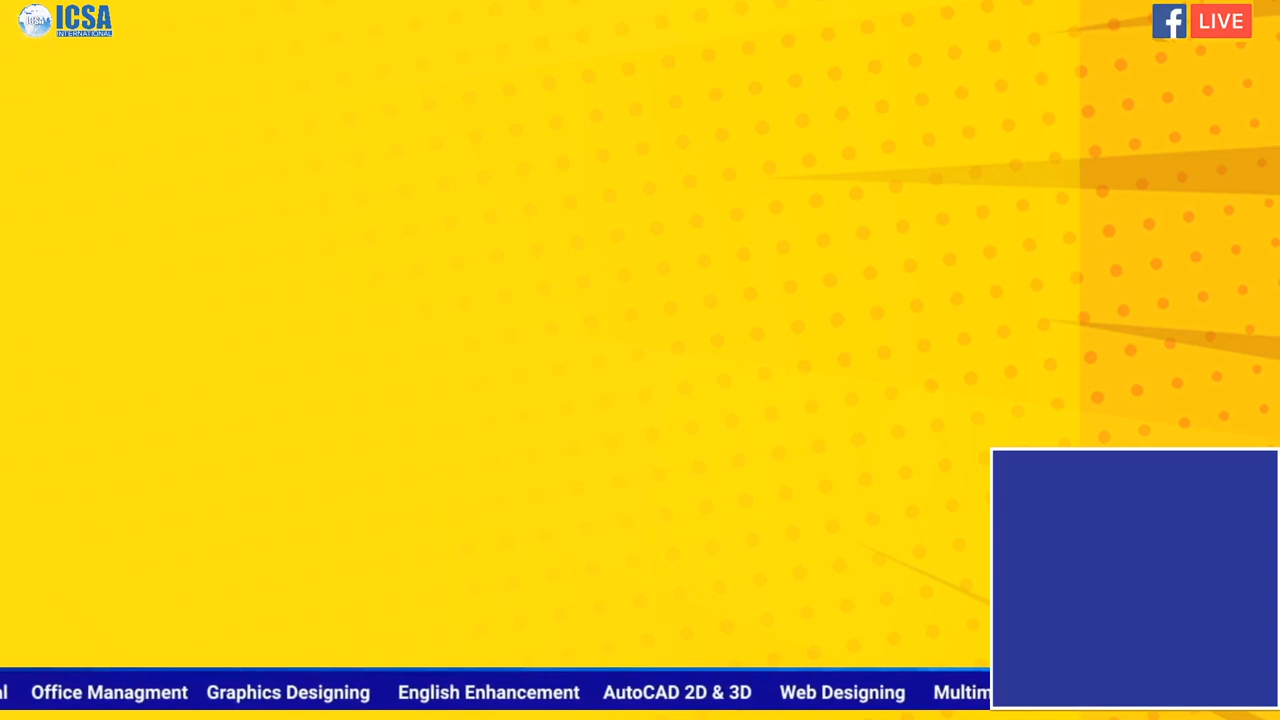 ICSA
INTERNATIONAL
LIVE
Office Managment Graphics Designing English Enhancement AutoCAD 2D & 3D Web Designing